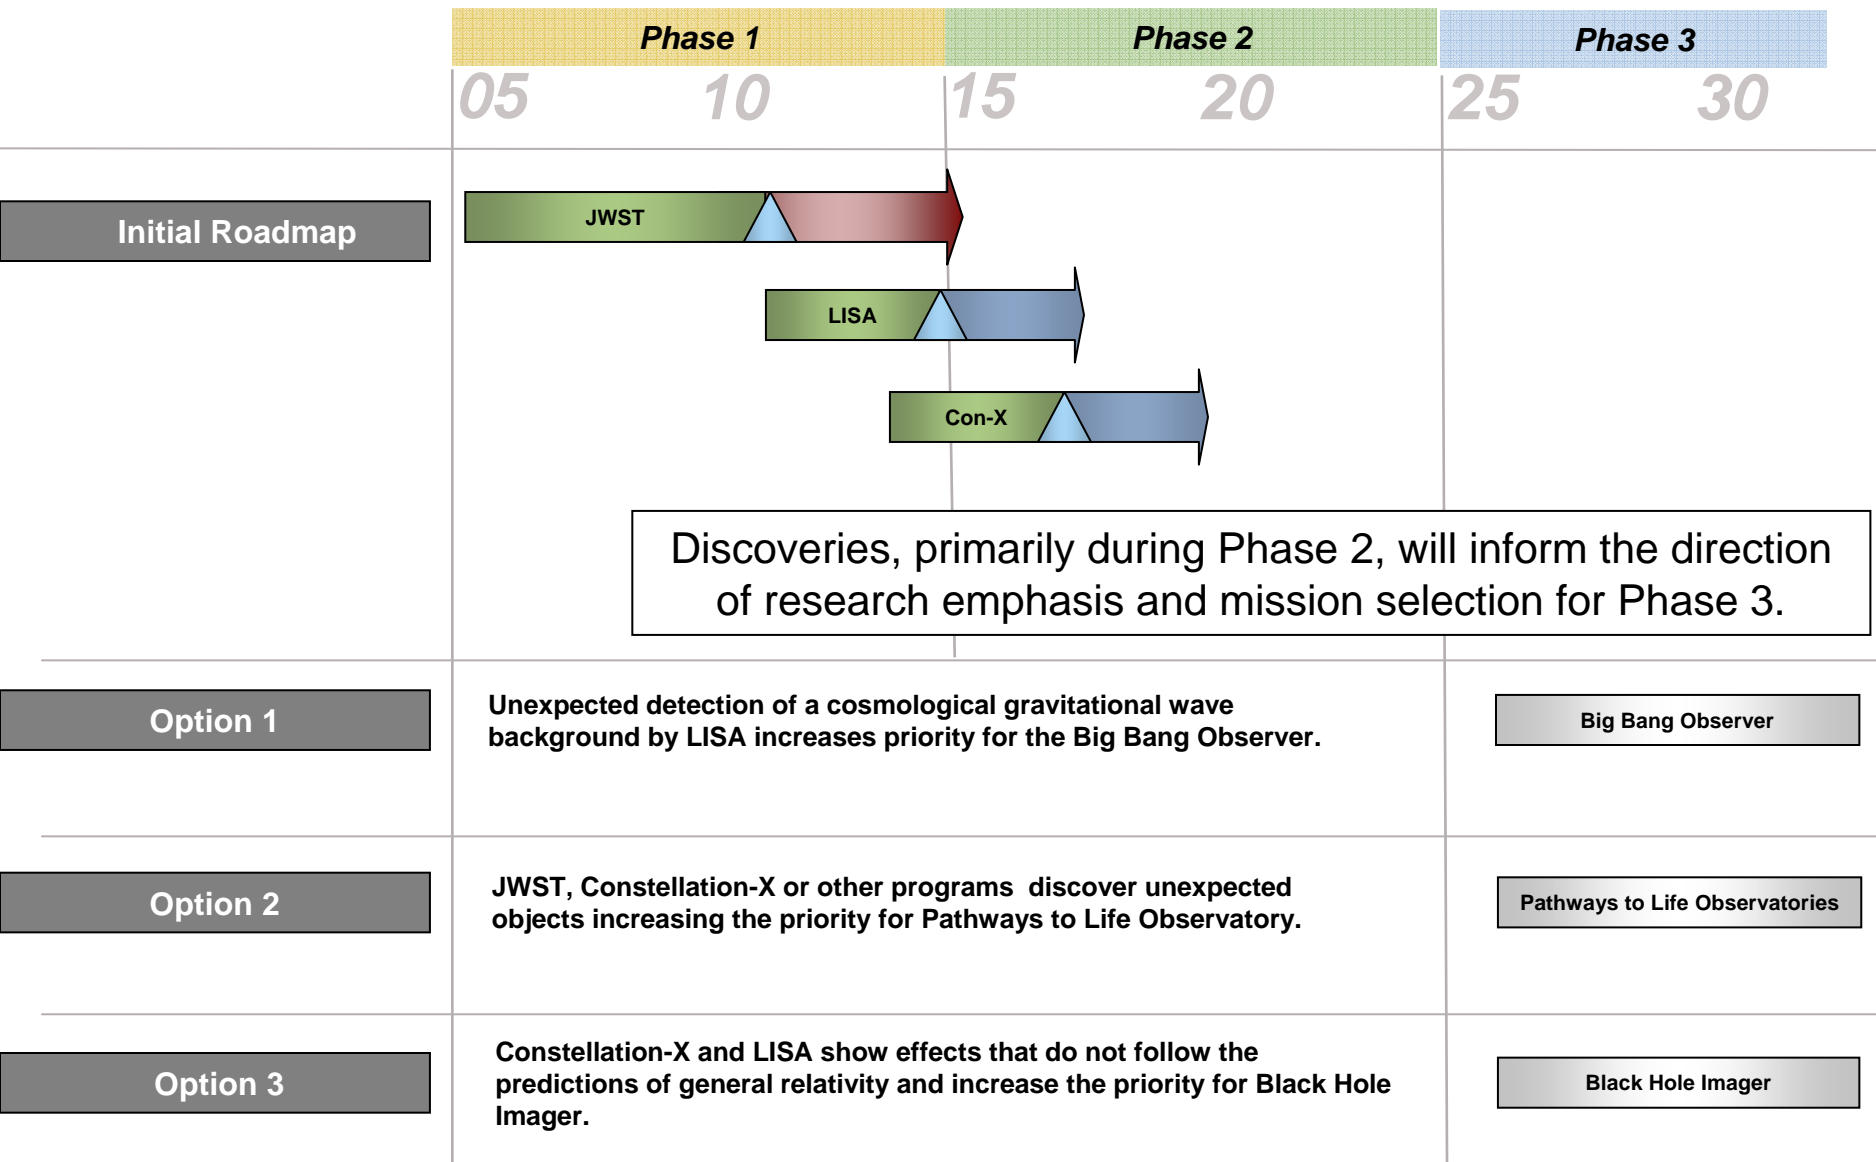 Phase 1 Phase 2 Phase 3
05 10 15 20 25 30
Initial Roadmap
JWST
LISA
Con-X
Discoveries, primarily during Phase 2, will inform the direction
of research emphasis and mission selection for Phase 3.
Option 1
Unexpected detection of a cosmological gravitational wave
background by LISA increases priority for the Big Bang Observer.
Big Bang Observer
Option 2
JWST, Constellation-X or other programs  discover unexpected
objects increasing the priority for Pathways to Life Observatory.
Pathways to Life Observatories
Option 3
Constellation-X and LISA show effects that do not follow the
predictions of general relativity and increase the priority for Black Hole
Imager.
Black Hole Imager